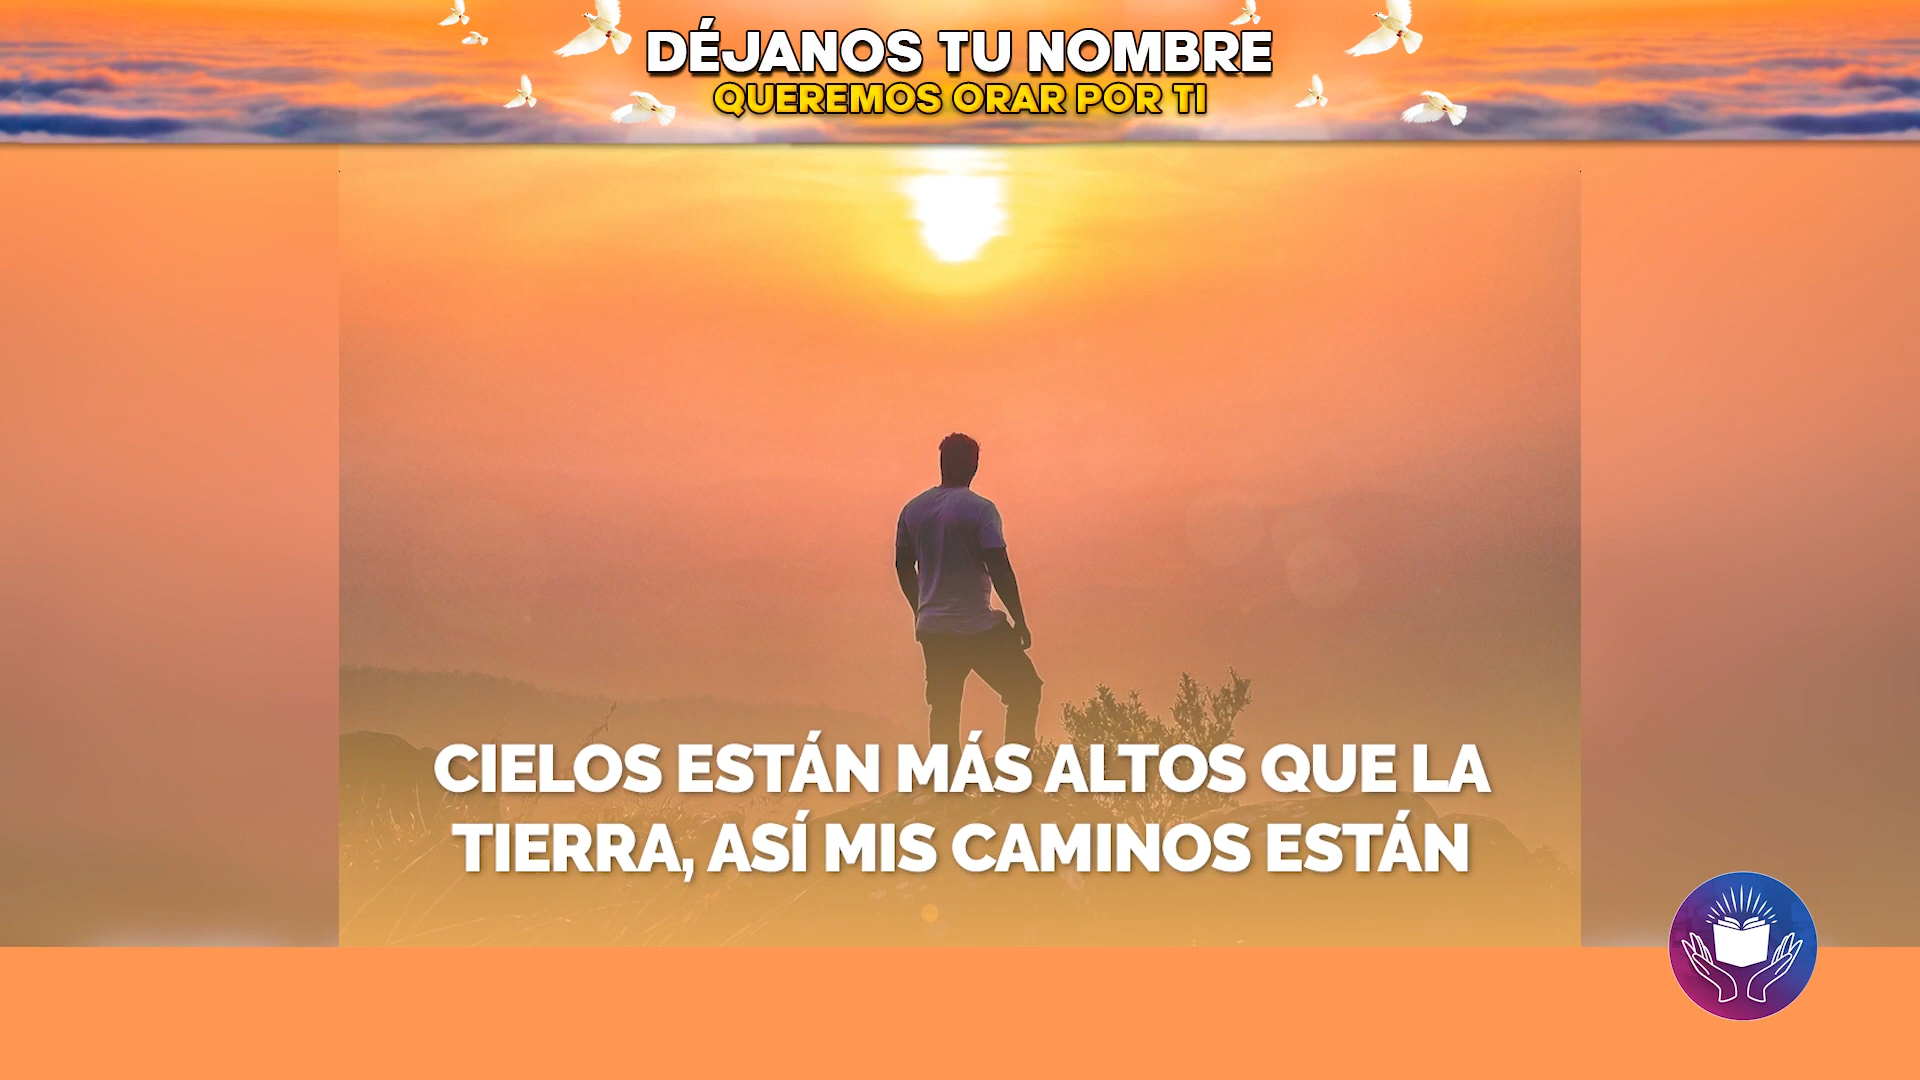 DÉJANOS TU NOMBRE
QUEREMOS ORAR POR TI
CIELOS ESTÁN MÁS ALTOS QUE LA
TIERRA, ASÍ MIS CAMINOS ESTÁN